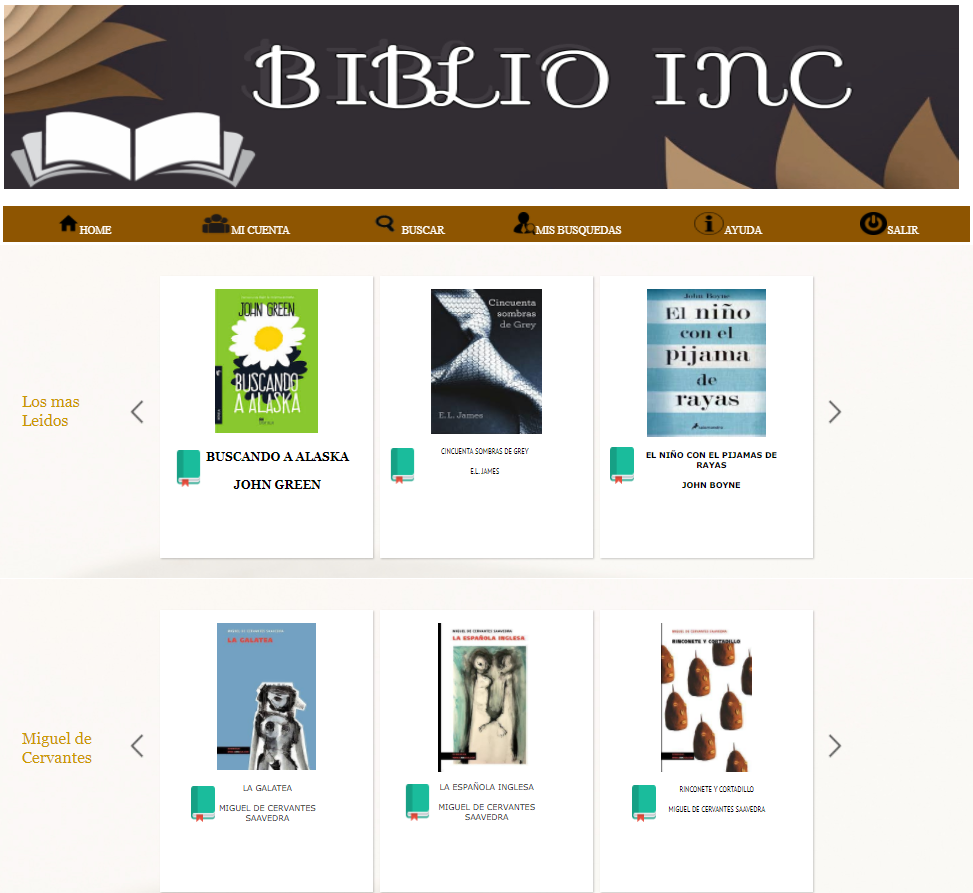 BIBLIO INC
HOME MI CUENTA BUSCAR MIS BUSQUEDAS AYUDA SALIR
Los mas
Leidos
JOHN GREEN
BUSCANDO
A ALASKA
BUSCANDO A ALASKA
JOHN GREEN
Cincuenta
sombras
de Grey
E.L. James
CINCUENTA SOMBRAS DE GREY
E.L. JAMES
John Boyne
El niño
con el
pijama
de
rayas
EL NIÑO CON EL PIJAMAS DE
RAYAS
JOHN BOYNE
Miguel de
Cervantes
MIGUEL DE CERVANTES SAAVEDRA
LA GALATEA
LA GALATEA
MIGUEL DE CERVANTES
SAAVEDRA
MIGUEL DE CERVANTES SAAVEDRA
LA ESPAÑOLA INGLESA
LA ESPAÑOLA INGLESA
MIGUEL DE CERVANTES
SAAVEDRA
MIGUEL DE CERVANTES SAAVEDRA
RINCONETE Y CORTADILLO
RINCONETE Y CORTADILLO
MIGUEL DE CERVANTES SAAVEDRA